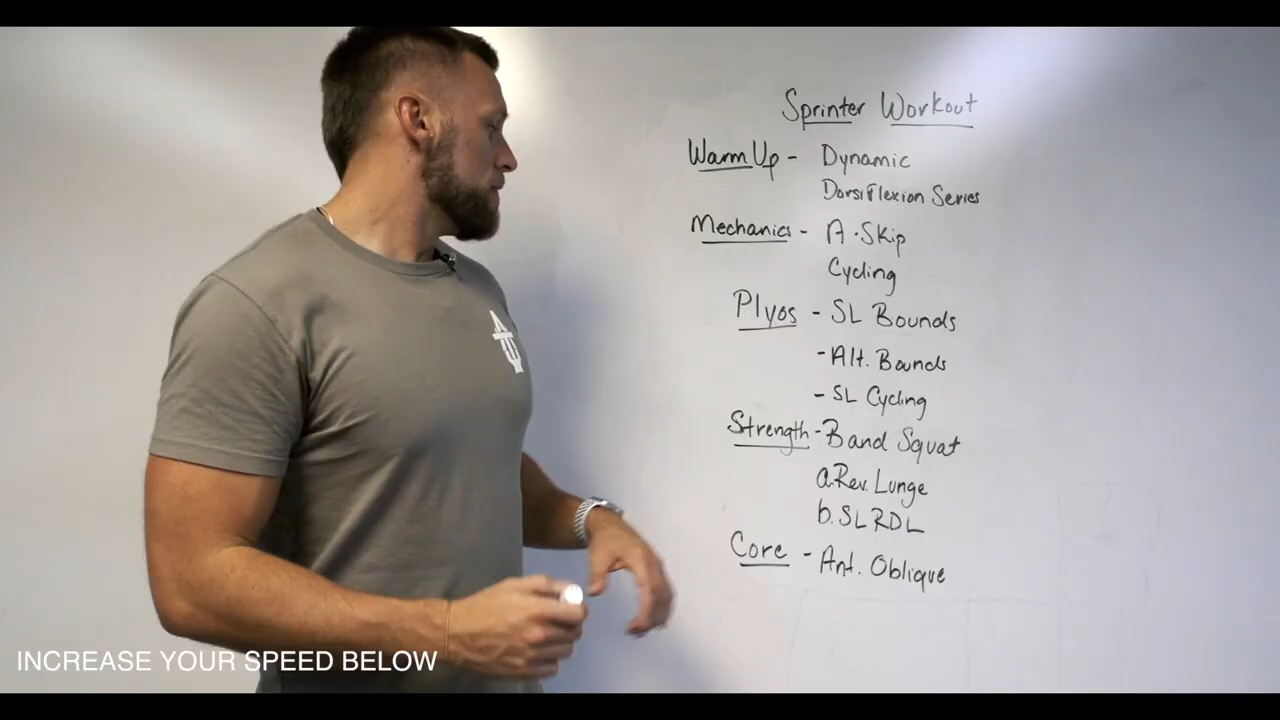 Sprinter Workout
Warm Up - Dynamic
Dorsiflexion Series
Mechanics - A-Skip
Cycling
Plyos - SL Bounds
- Alt. Bounds
- SL Cycling
Strength - Band Squat
a. Rev. Lunge
b. SL RDL
Core - Ant. Oblique
INCREASE YOUR SPEED BELOW